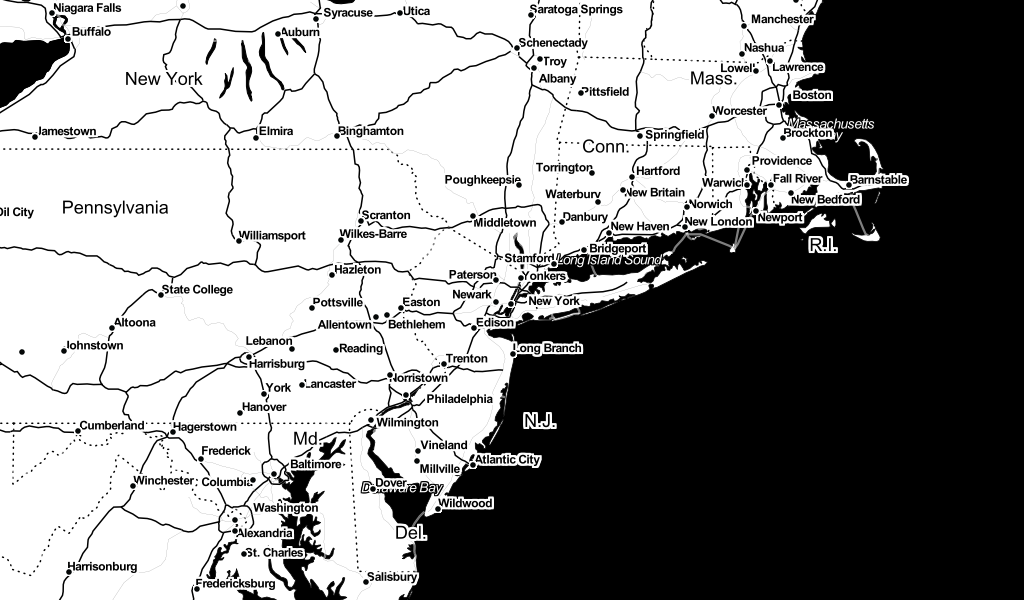 Niagara Falls
Syracuse
Utica
Saratoga Springs
Manchester
Buffalo
Auburn
Schenectady
Nashua
Troy
Lowell
Lawrence
New York
Albany
Mass.
Pittsfield
Boston
Worcester
Massachusetts
Jamestown
Elmira
Binghamton
Springfield
Brockton
Conn.
Providence
Torrington
Hartford
Poughkeepsie
Warwick
Fall River
Barnstable
Waterbury
New Britain
New Bedford
Pennsylvania
Norwich
Oil City
Scranton
Middletown
Danbury
New London
Newport
New Haven
Williamsport
Wilkes-Barre
R.I.
Bridgeport
Stamford
Long Island Sound
Hazleton
Paterson
Yonkers
State College
Newark
New York
Pottsville
Easton
Altoona
Allentown
Bethlehem
Edison
Johnstown
Lebanon
Reading
Long Branch
Harrisburg
Trenton
York
Lancaster
Norristown
Hanover
Philadelphia
Cumberland
Hagerstown
Wilmington
N.J.
Md.
Frederick
Vineland
Baltimore
Millville
Atlantic City
Winchester
Columbia
Dover
Delaware Bay
Washington
Wildwood
Alexandria
Del.
St. Charles
Harrisonburg
Salisbury
Fredericksburg